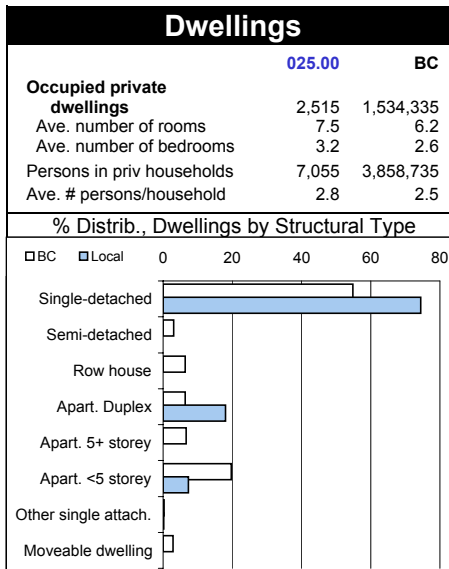 Dwellings
025.00 BC
Occupied private
dwellings 2,515 1,534,335
Ave. number of rooms 7.5 6.2
Ave. number of bedrooms 3.2 2.6
Persons in priv households 7,055 3,858,735
Ave. # persons/household 2.8 2.5
% Distrib., Dwellings by Structural Type
BC Local 0 20 40 60 80
Single-detached
Semi-detached
Row house
Apart. Duplex
Apart. 5+ storey
Apart. <5 storey
Other single attach.
Moveable dwelling